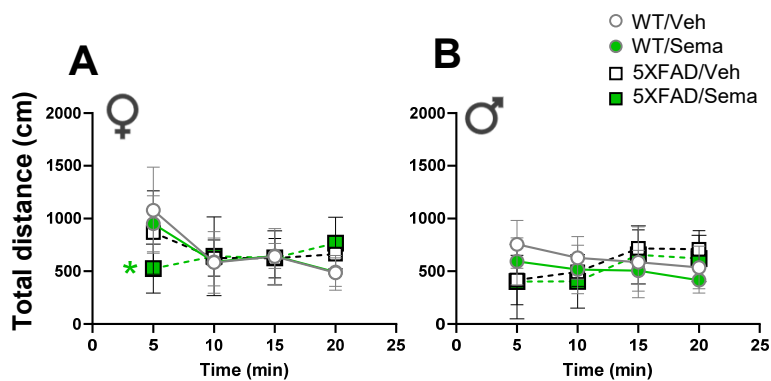 WT/Veh
WT/Sema
5XFAD/Veh
5XFAD/Sema
A
B
Total distance (cm)
2000
1500
1000
500
0
*
0 5 10 15 20 25
Time (min)
2000
1500
1000
500
0
0 5 10 15 20 25
Time (min)